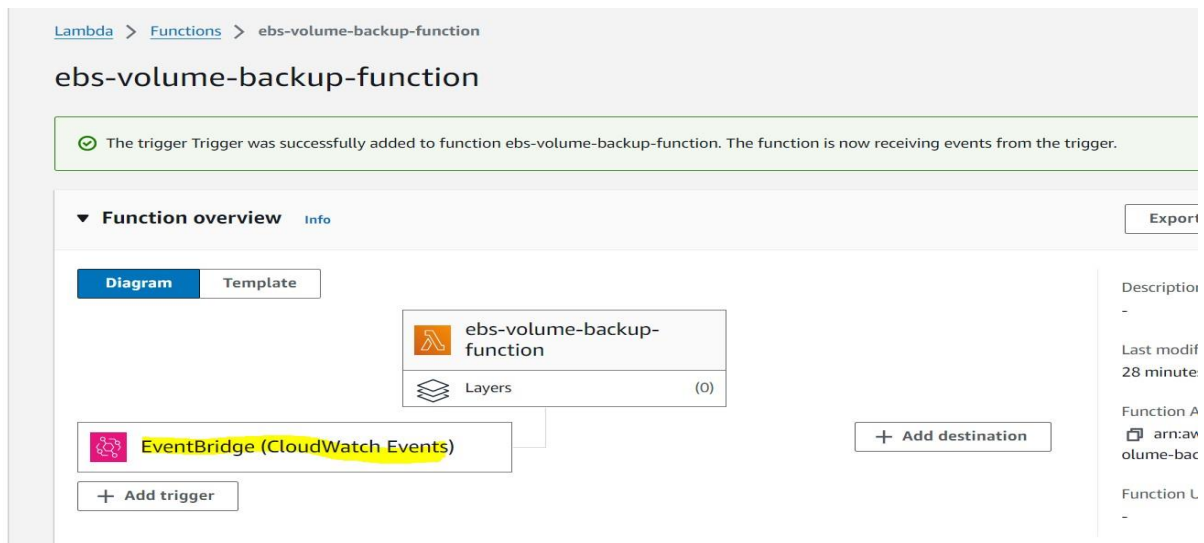 Lambda > Functions > ebs-volume-backup-function
ebs-volume-backup-function
The trigger Trigger was successfully added to function ebs-volume-backup-function. The function is now receiving events from the trigger.
Function overview Info
Export
Diagram Template
ebs-volume-backup-
function
Layers (0)
EventBridge (CloudWatch Events)
+ Add destination
+ Add trigger
Description
-
Last modif
28 minutes
Function A
arn:aw
olume-bac
Function U
-